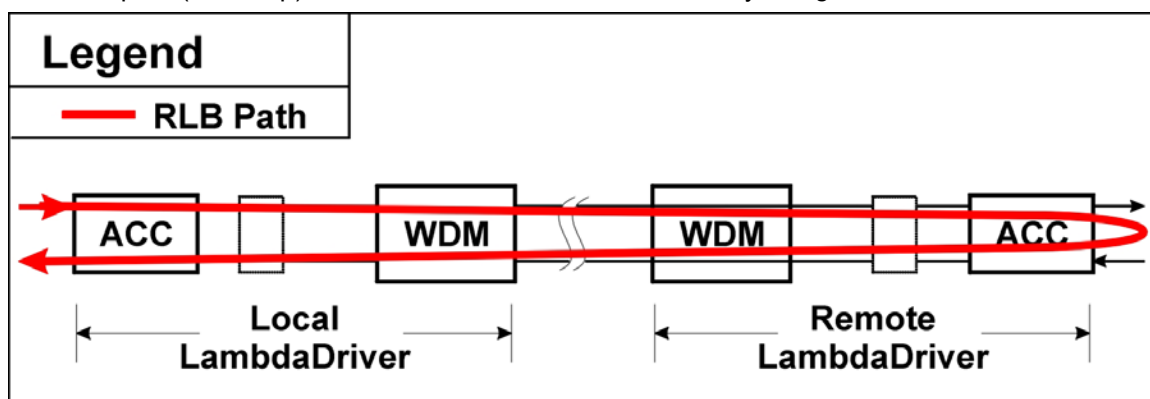 Legend
RLB Path
ACC WDM WDM ACC
Local Remote
LambdaDriver LambdaDriver